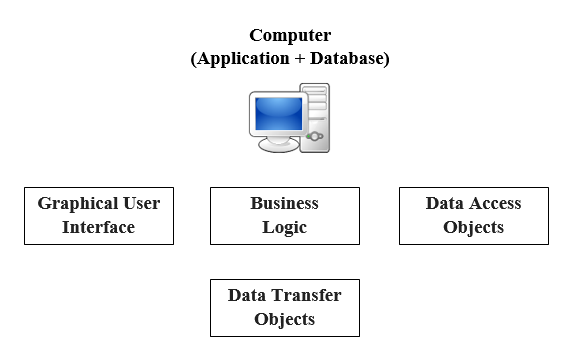 Computer
(Application + Database)
Graphical User
Interface
Business
Logic
Data Access
Objects
Data Transfer
Objects